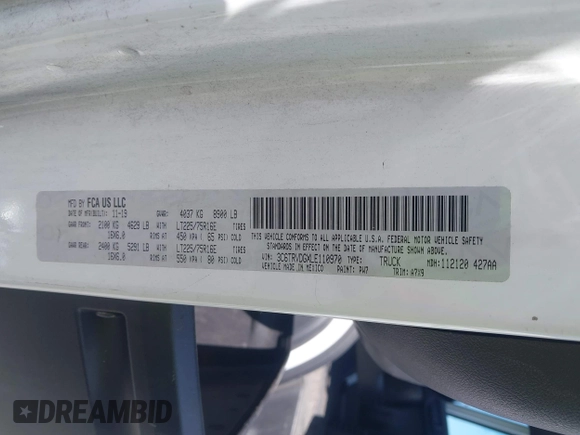 MFD BY FCA US LLC
DATE OF MFR(BUILT): 11-19 GVWR: 4037 KG 8900 LB
GAWR FRONT: 2100 KG 4629 LB WITH LT225/75R16E TIRES
16X6.0 RIMS AT 450 KPA( 65 PSI) COLD
GAWR REAR: 2400 KG 5291 LB WITH LT225/75R16E TIRES
16X6.0 RIMS AT 550 KPA( 80 PSI) COLD
THIS VEHICLE CONFORMS TO ALL APPLICABLE U.S.A. FEDERAL MOTOR VEHICLE SAFETY
STANDARDS IN EFFECT ON THE DATE OF MANUFACTURE SHOWN ABOVE.
VIN: 3C6TRVDGXLE110970 TYPE: TRUCK MDH: 112120 427AA
VEHICLE MADE IN MEXICO PAINT: PW7 TRIM: A7X9
DREAMBID